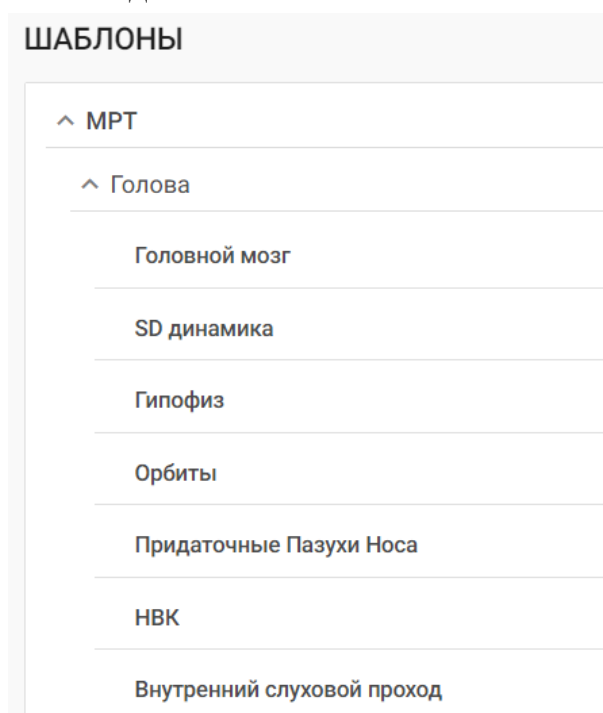 ШАБЛОНЫ
МРТ
Голова
Головной мозг
SD динамика
Гипофиз
Орбиты
Придаточные Пазухи Носа
НВК
Внутренний слуховой проход